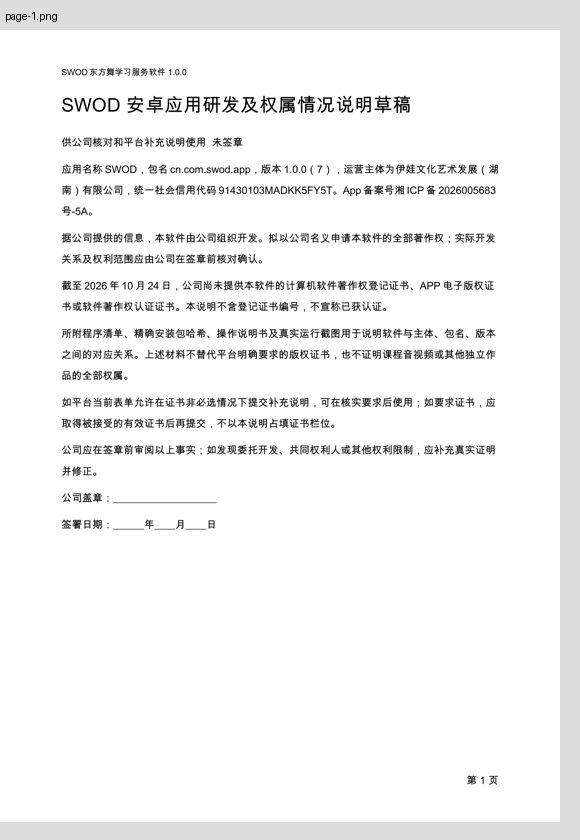 page-1.png
SWOD 东方舞学习服务软件 1.0.0
SWOD 安卓应用研发及权属情况说明草稿
供公司核对和平台补充说明使用 未签章
应用名称 SWOD，包名 cn.com.swod.app，版本 1.0.0（7），运营主体为伊娃文化艺术发展（湖
南）有限公司，统一社会信用代码 91430103MADKK5FY5T。App 备案号湘 ICP 备 2026005683
号-5A。
据公司提供的信息，本软件由公司组织开发。拟以公司名义申请本软件的全部著作权；实际开发
关系及权利范围应由公司在签章前核对确认。
截至 2026 年 10 月 24 日，公司尚未提供本软件的计算机软件著作权登记证书、APP 电子版权证
书或软件著作权认证证书。本说明不含登记证书编号，不宣称已获认证。
所附程序清单、精确安装包哈希、操作说明书及真实运行截图用于说明软件与主体、包名、版本
之间的对应关系。上述材料不替代平台明确要求的版权证书，也不证明课程音视频或其他独立作
品的全部权属。
如平台当前表单允许在证书非必选情况下提交补充说明，可在核实要求后使用；如要求证书，应
取得被接受的有效证书后再提交，不以本说明占填证书栏位。
公司应在签章前审阅以上事实；如发现委托开发、共同权利人或其他权利限制，应补充真实证明
并修正。
公司盖章：____________________
签署日期：______年____月____日
第 1 页